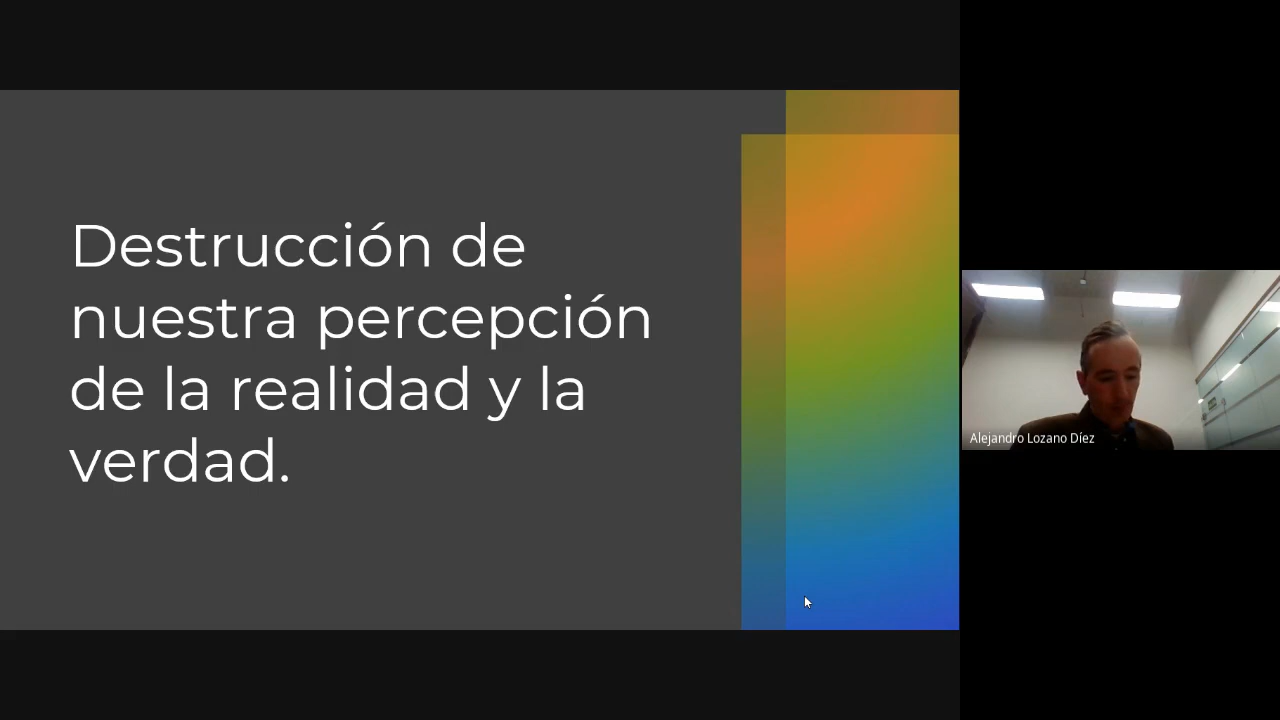 Destrucción de
nuestra percepción
de la realidad y la
verdad.
Alejandro Lozano Díez